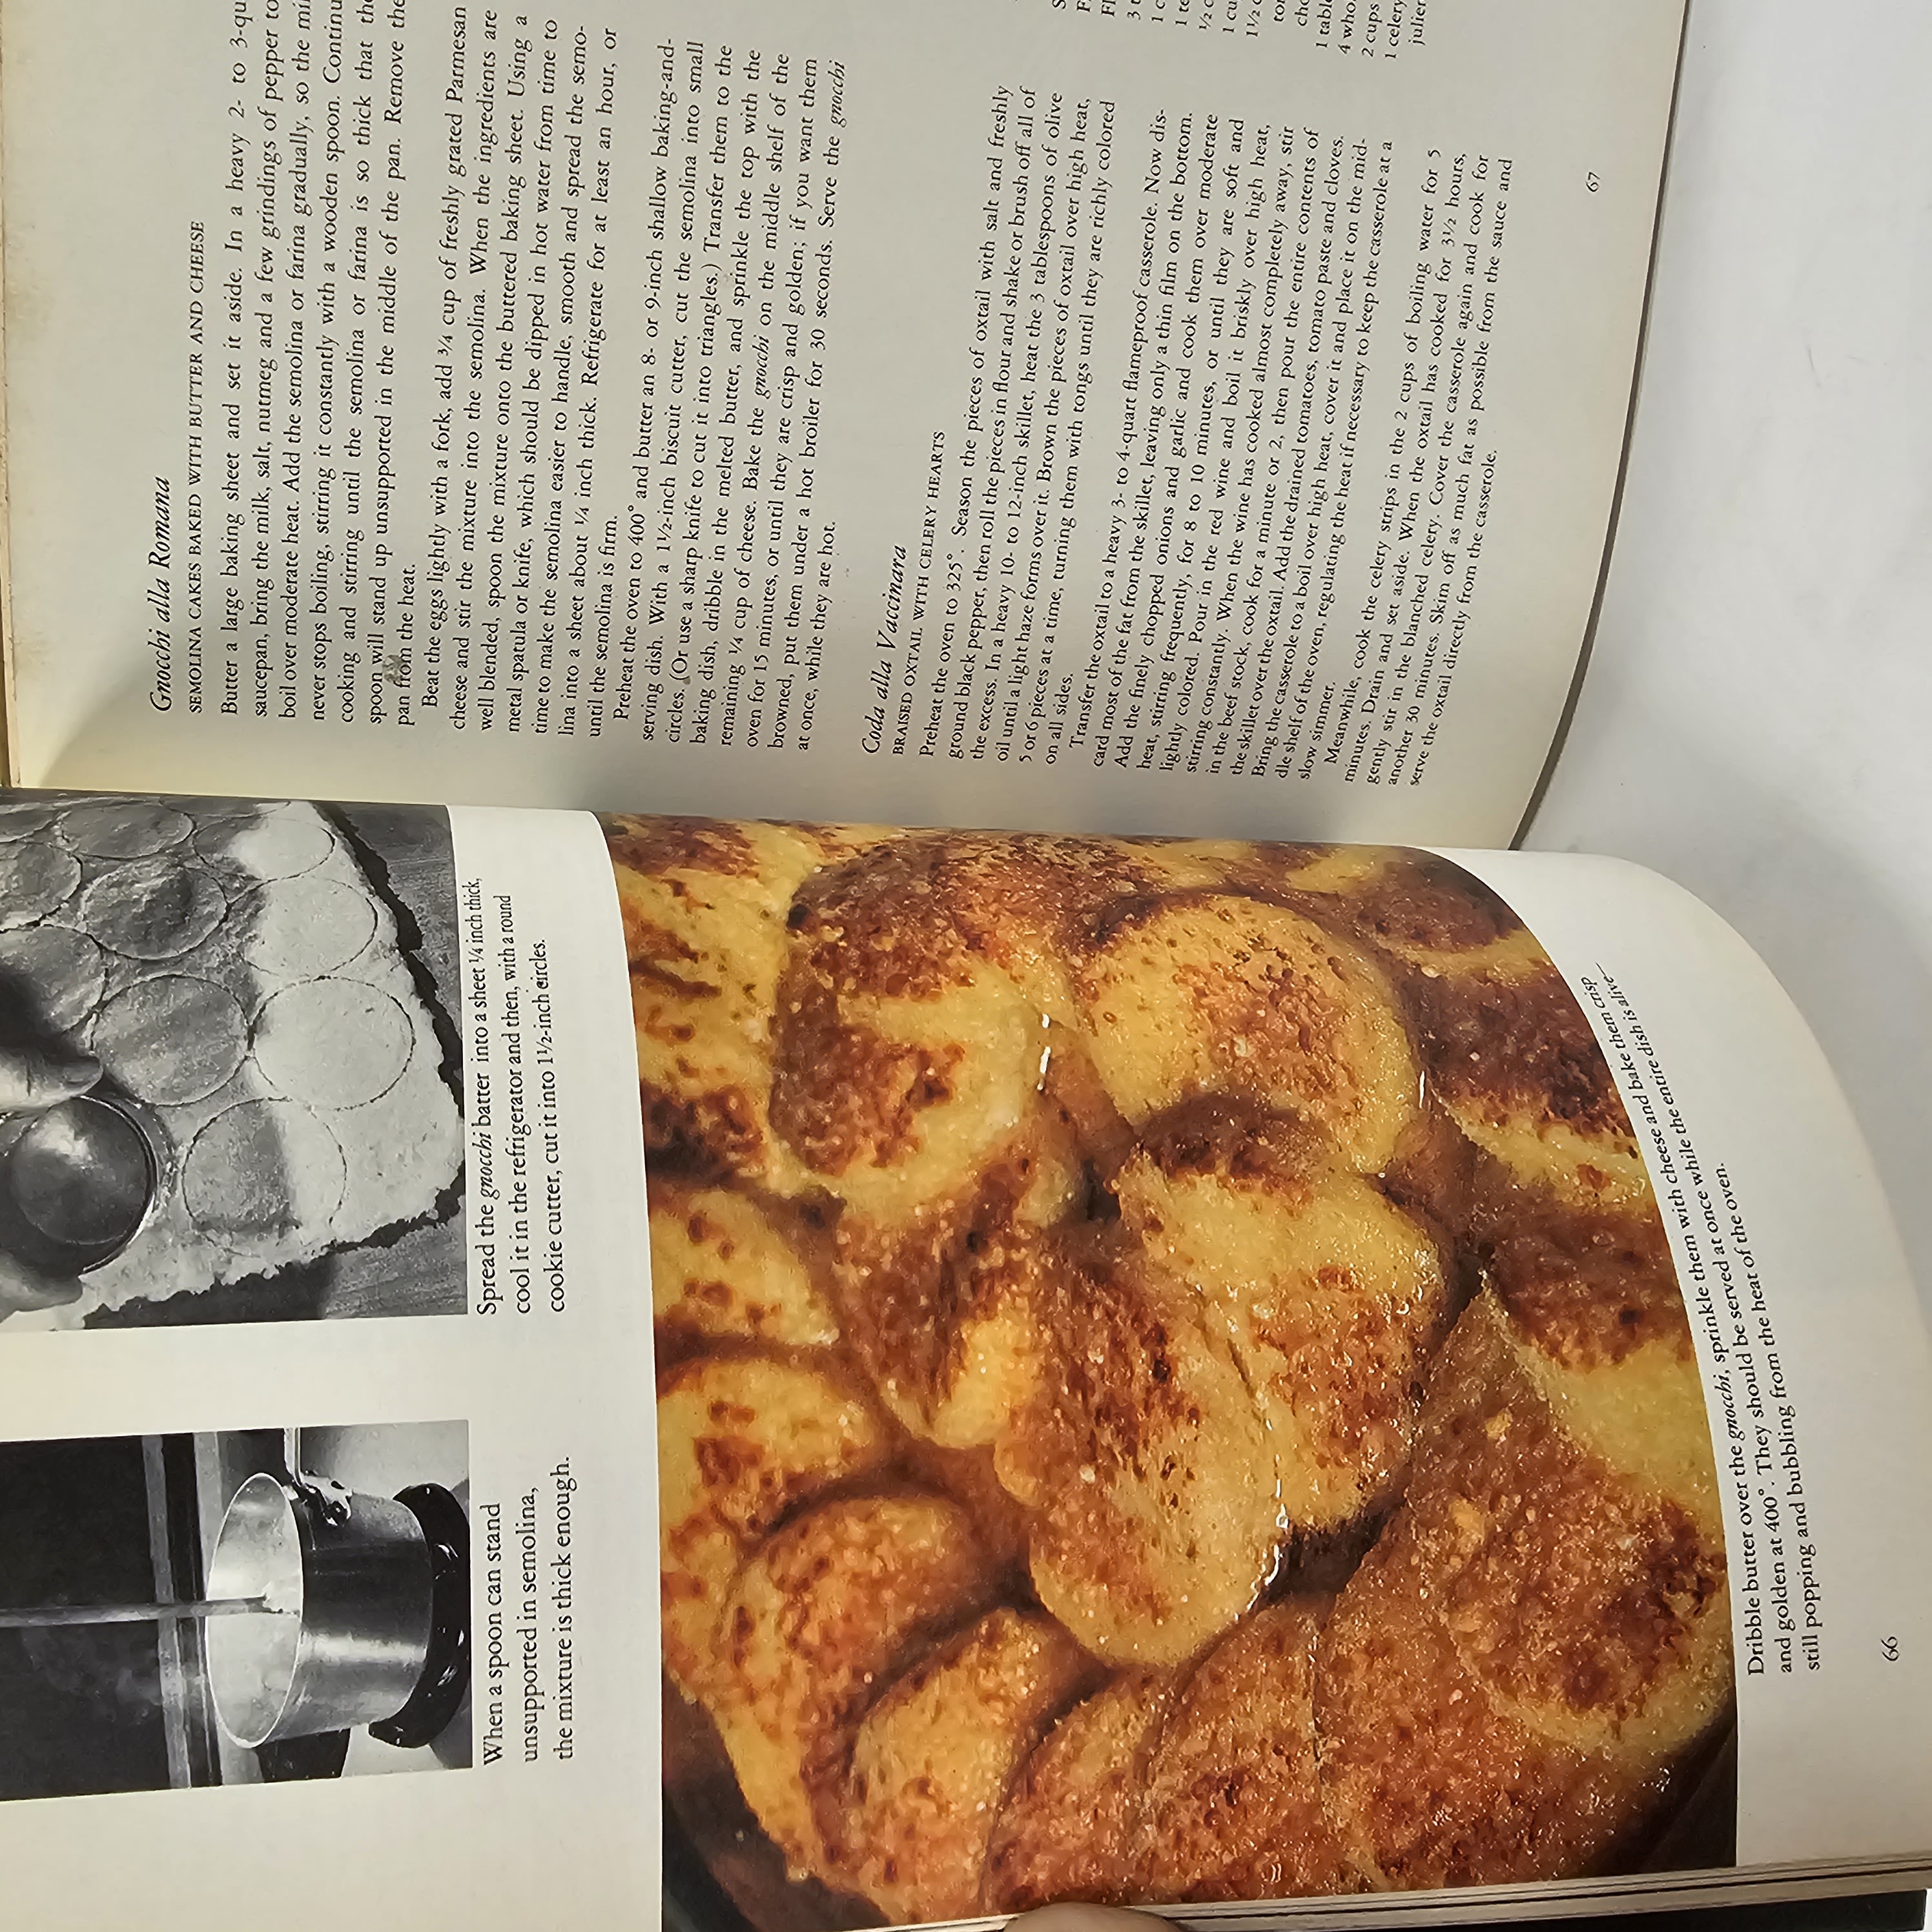 When a spoon can stand
unsupported in semolina,
the mixture is thick enough.
Spread the gnocchi batter into a sheet ¼ inch thick,
cool it in the refrigerator and then, with a round
cookie cutter, cut it into 1½-inch circles.
Dribble butter over the gnocchi, sprinkle them with cheese and bake them crisp
and golden at 400°. They should be served at once while the entire dish is alive—
still popping and bubbling from the heat of the oven.
66
Gnocchi alla Romana
SEMOLINA CAKES BAKED WITH BUTTER AND CHEESE
Butter a large baking sheet and set it aside. In a heavy 2- to 3-qu
saucepan, bring the milk, salt, nutmeg and a few grindings of pepper to
boil over moderate heat. Add the semolina or farina gradually, so the mi
never stops boiling, stirring it constantly with a wooden spoon. Continu
cooking and stirring until the semolina or farina is so thick that the
spoon will stand up unsupported in the middle of the pan. Remove the
pan from the heat.
Beat the eggs lightly with a fork, add ¾ cup of freshly grated Parmesan
cheese and stir the mixture into the semolina. When the ingredients are
well blended, spoon the mixture onto the buttered baking sheet. Using a
metal spatula or knife, which should be dipped in hot water from time to
time to make the semolina easier to handle, smooth and spread the semo-
lina into a sheet about ¼ inch thick. Refrigerate for at least an hour, or
until the semolina is firm.
Preheat the oven to 400° and butter an 8- or 9-inch shallow baking-and-
serving dish. With a 1½-inch biscuit cutter, cut the semolina into small
circles. (Or use a sharp knife to cut it into triangles.) Transfer them to the
baking dish, dribble in the melted butter, and sprinkle the top with the
remaining ¼ cup of cheese. Bake the gnocchi on the middle shelf of the
oven for 15 minutes, or until they are crisp and golden; if you want them
browned, put them under a hot broiler for 30 seconds. Serve the gnocchi
at once, while they are hot.
Coda alla Vaccinara
BRAISED OXTAIL WITH CELERY HEARTS
Preheat the oven to 325°. Season the pieces of oxtail with salt and freshly
ground black pepper, then roll the pieces in flour and shake or brush off all of
the excess. In a heavy 10- to 12-inch skillet, heat the 3 tablespoons of olive
oil until a light haze forms over it. Brown the pieces of oxtail over high heat,
5 or 6 pieces at a time, turning them with tongs until they are richly colored
on all sides.
Transfer the oxtail to a heavy 3- to 4-quart flameproof casserole. Now dis-
card most of the fat from the skillet, leaving only a thin film on the bottom.
Add the finely chopped onions and garlic and cook them over moderate
heat, stirring frequently, for 8 to 10 minutes, or until they are soft and
lightly colored. Pour in the red wine and boil it briskly over high heat,
stirring constantly. When the wine has cooked almost completely away, stir
in the beef stock, cook for a minute or 2, then pour the entire contents of
the skillet over the oxtail. Add the drained tomatoes, tomato paste and cloves.
Bring the casserole to a boil over high heat, cover it and place it on the mid-
dle shelf of the oven, regulating the heat if necessary to keep the casserole at a
slow simmer.
Meanwhile, cook the celery strips in the 2 cups of boiling water for 5
minutes. Drain and set aside. When the oxtail has cooked for 3½ hours,
gently stir in the blanched celery. Cover the casserole again and cook for
another 30 minutes. Skim off as much fat as possible from the sauce and
serve the oxtail directly from the casserole.
S
F
Fl
3 t
1 c
1 te
½ c
1 cu
1½ c
tor
cho
1 table
4 who
2 cups
1 celery
julier
67